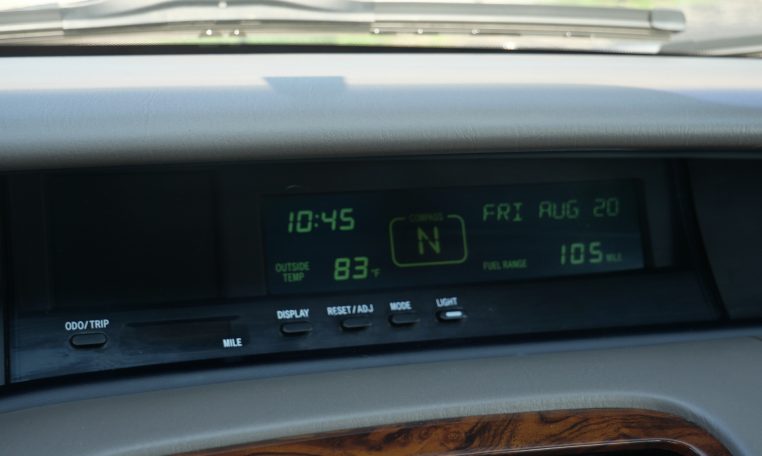 10:45
COMPASS
N
FRI AUG 20
OUTSIDE
TEMP
83°F
FUEL RANGE
105 MILE
ODO/TRIP
MILE
DISPLAY
RESET/ADJ
MODE
LIGHT